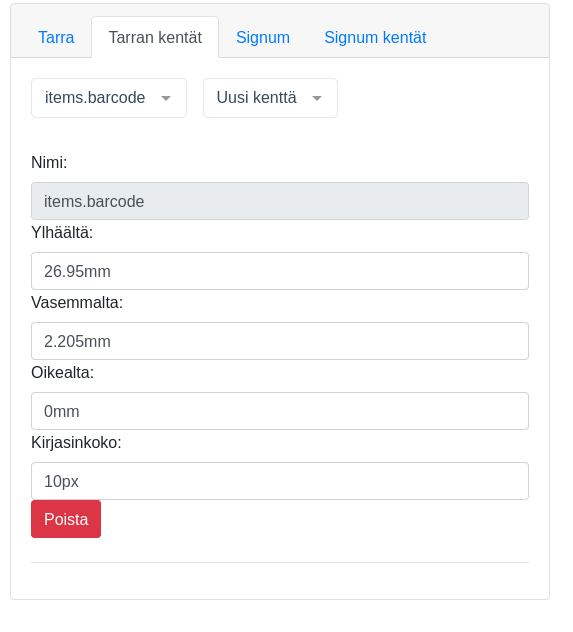 Tarra Tarran kentät Signum Signum kentät
items.barcode Uusi kenttä
Nimi:
items.barcode
Ylhäältä:
26.95mm
Vasemmalta:
2.205mm
Oikealta:
0mm
Kirjasinkoko:
10px
Poista